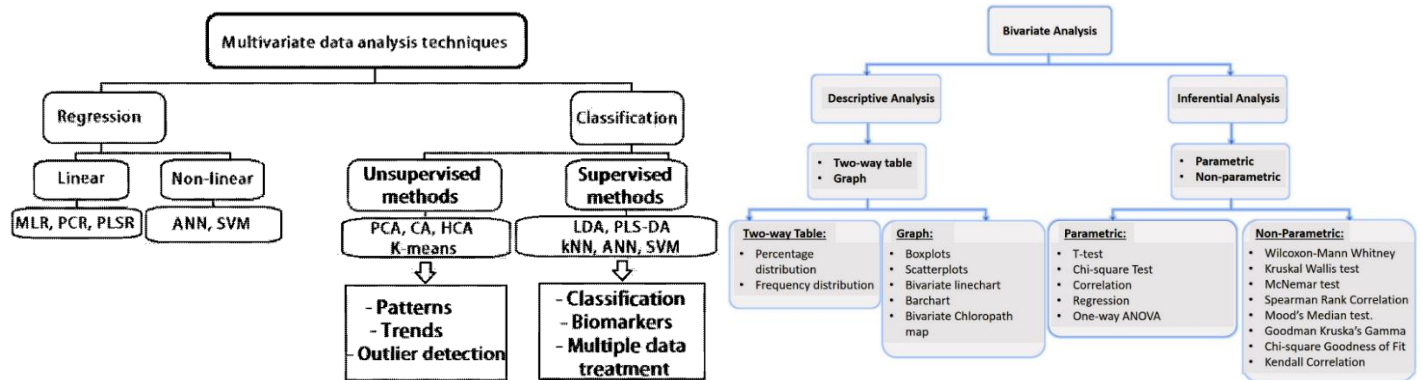 Multivariate data analysis techniques
Regression
Classification
Linear
Non-linear
Unsupervised
methods
Supervised
methods
MLR, PCR, PLSR
ANN, SVM
PCA, CA, HCA
K-means
LDA, PLS-DA
kNN, ANN, SVM
- Patterns
- Trends
- Outlier detection
- Classification
- Biomarkers
- Multiple data
treatment
Bivariate Analysis
Descriptive Analysis
Inferential Analysis
• Two-way table
• Graph
• Parametric
• Non-parametric
Two-way Table:
• Percentage
distribution
• Frequency distribution
Graph:
• Boxplots
• Scatterplots
• Bivariate linechart
• Barchart
• Bivariate Chloropath
map
Parametric:
• T-test
• Chi-square Test
• Correlation
• Regression
• One-way ANOVA
Non-Parametric:
• Wilcoxon-Mann Whitney
• Kruskal Wallis test
• McNemar test
• Spearman Rank Correlation
• Mood's Median test.
• Goodman Kruska's Gamma
• Chi-square Goodness of Fit
• Kendall Correlation